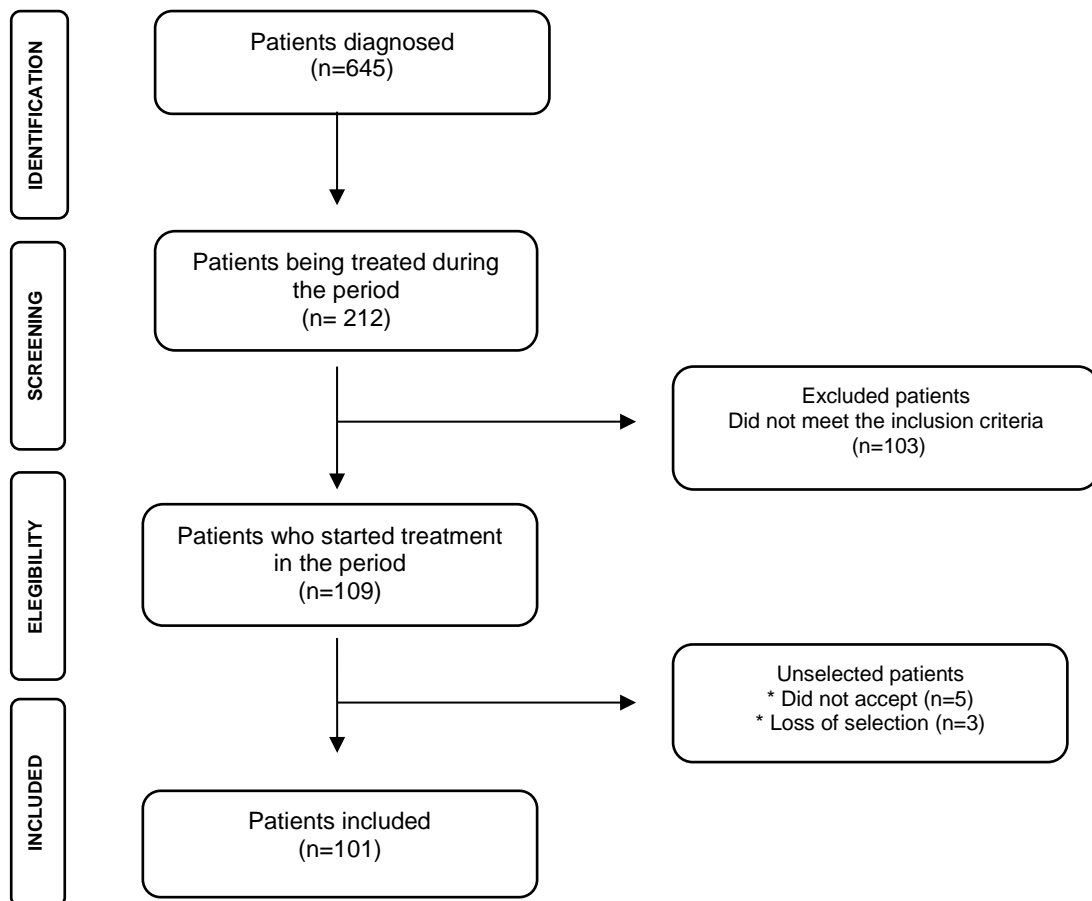 IDENTIFICATION
Patients diagnosed
(n=645)
SCREENING
Patients being treated during
the period
(n= 212)
Excluded patients
Did not meet the inclusion criteria
(n=103)
ELEGIBILITY
Patients who started treatment
in the period
(n=109)
Unselected patients
* Did not accept (n=5)
* Loss of selection (n=3)
INCLUDED
Patients included
(n=101)